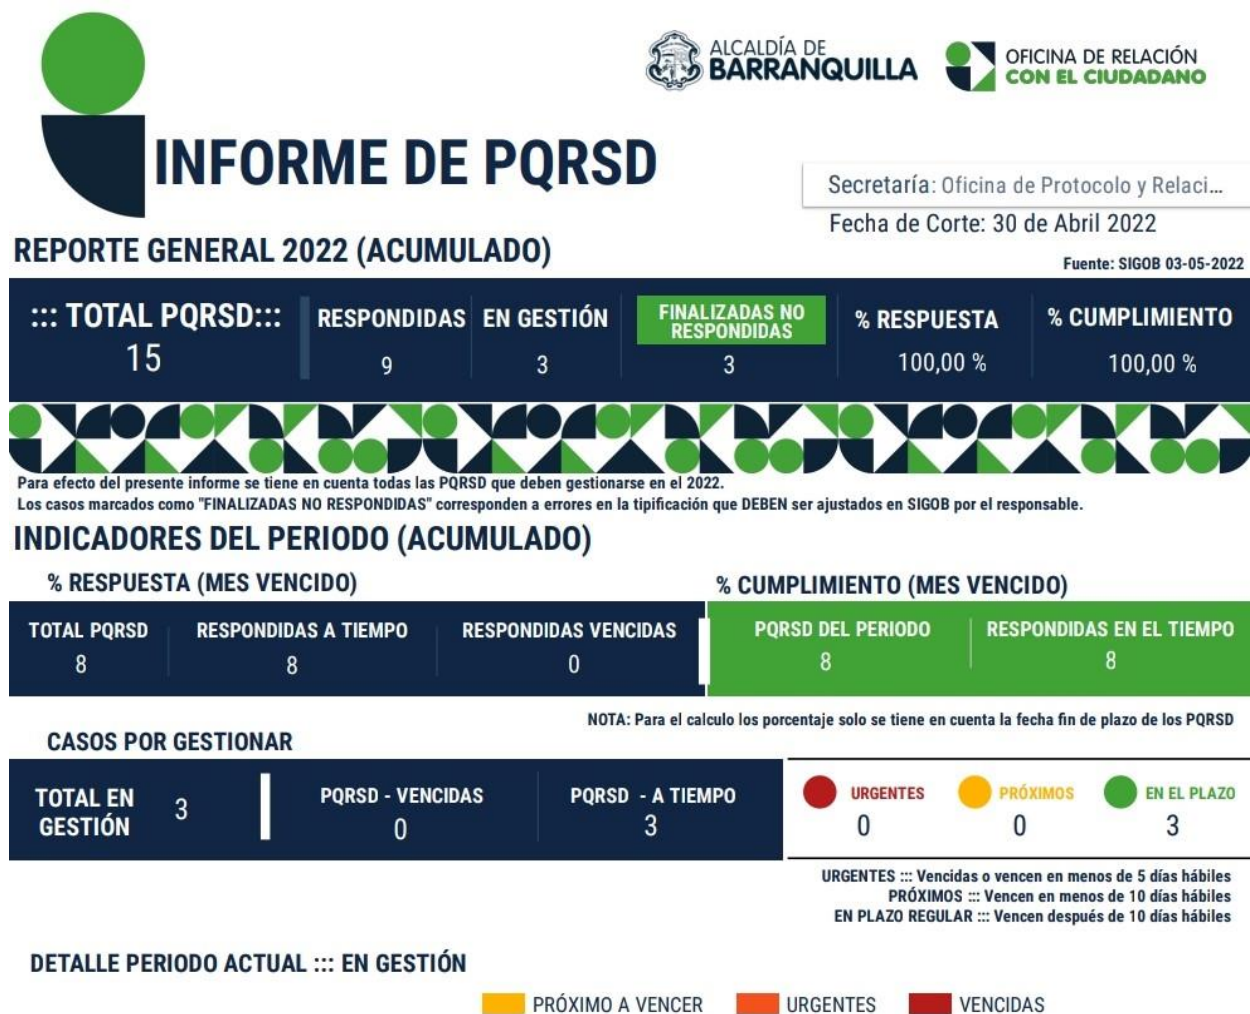 ALCALDÍA DE
BARRANQUILLA
OFICINA DE RELACIÓN
CON EL CIUDADANO
INFORME DE PQRSD
Secretaría: Oficina de Protocolo y Relaci...
Fecha de Corte: 30 de Abril 2022
REPORTE GENERAL 2022 (ACUMULADO)
Fuente: SIGOB 03-05-2022
::: TOTAL PQRSD:::
15
RESPONDIDAS
9
EN GESTIÓN
3
FINALIZADAS NO
RESPONDIDAS
3
% RESPUESTA
100,00 %
% CUMPLIMIENTO
100,00 %
Para efecto del presente informe se tiene en cuenta todas las PQRSD que deben gestionarse en el 2022.
Los casos marcados como "FINALIZADAS NO RESPONDIDAS" corresponden a errores en la tipificación que DEBEN ser ajustados en SIGOB por el responsable.
INDICADORES DEL PERIODO (ACUMULADO)
% RESPUESTA (MES VENCIDO)
TOTAL PQRSD
8
RESPONDIDAS A TIEMPO
8
RESPONDIDAS VENCIDAS
0
% CUMPLIMIENTO (MES VENCIDO)
PQRSD DEL PERIODO
8
RESPONDIDAS EN EL TIEMPO
8
NOTA: Para el calculo los porcentaje solo se tiene en cuenta la fecha fin de plazo de los PQRSD
CASOS POR GESTIONAR
TOTAL EN
GESTIÓN
3
PQRSD - VENCIDAS
0
PQRSD - A TIEMPO
3
URGENTES
0
PRÓXIMOS
0
EN EL PLAZO
3
URGENTES ::: Vencidas o vencen en menos de 5 días hábiles
PRÓXIMOS ::: Vencen en menos de 10 días hábiles
EN PLAZO REGULAR ::: Vencen después de 10 días hábiles
DETALLE PERIODO ACTUAL ::: EN GESTIÓN
PRÓXIMO A VENCER
URGENTES
VENCIDAS